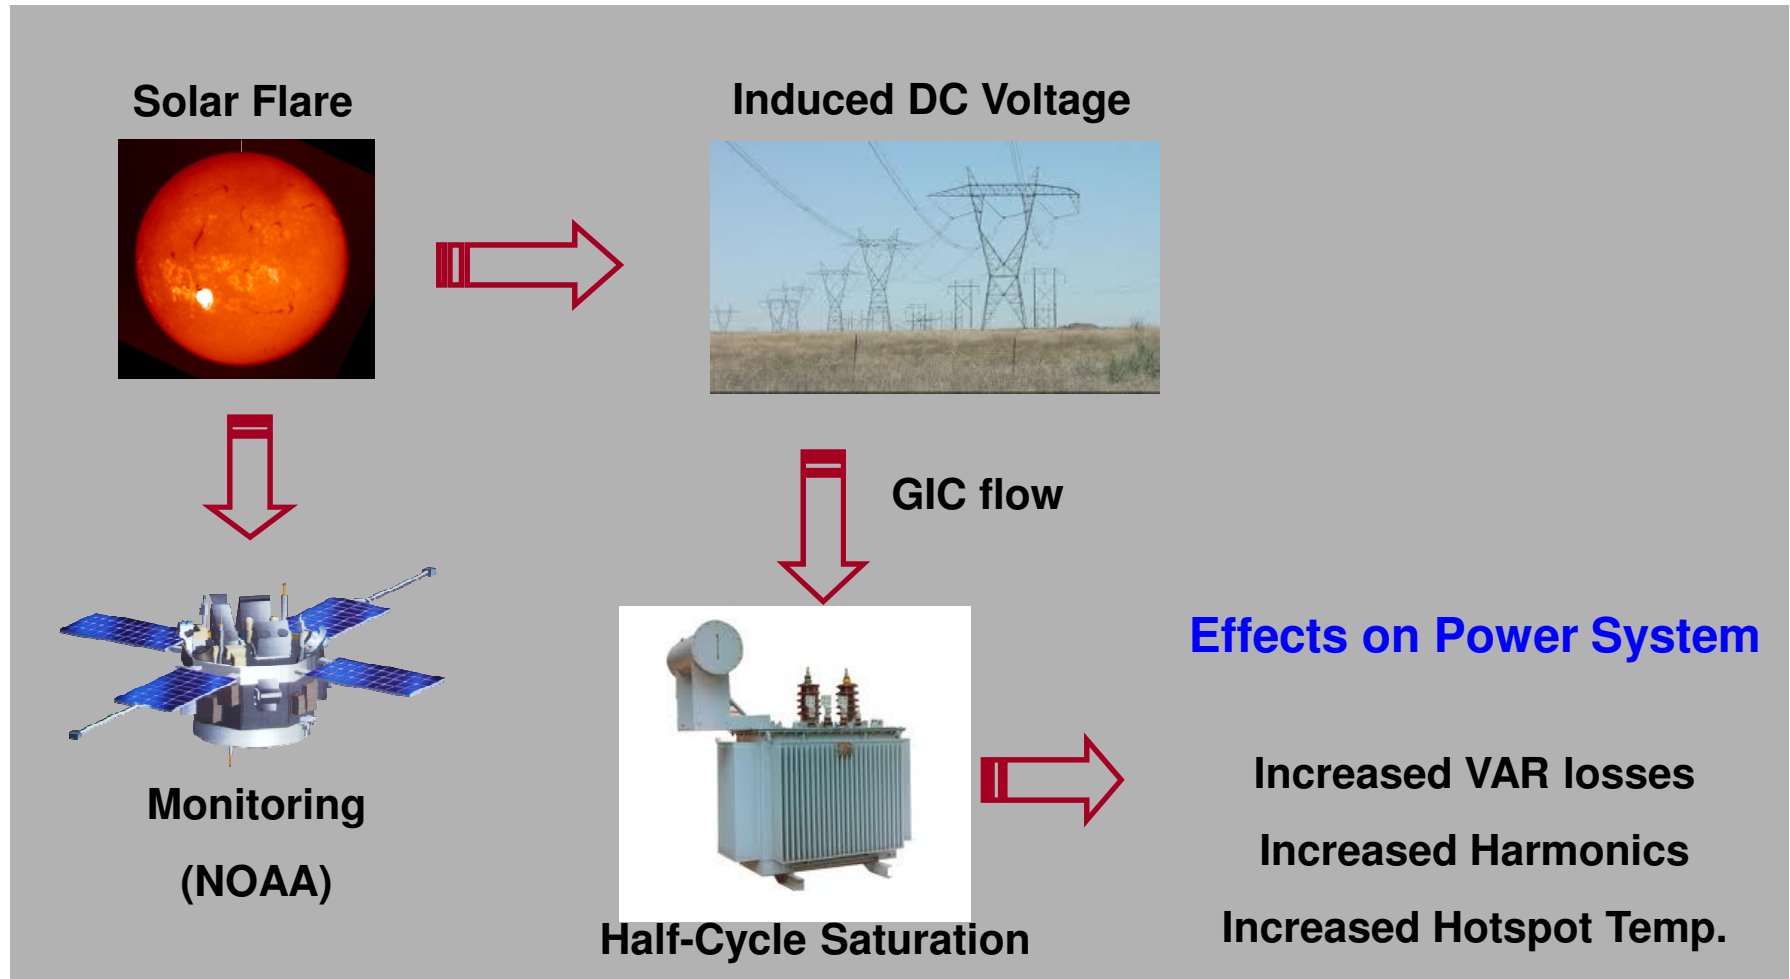 Solar Flare
Induced DC Voltage
GIC flow
Monitoring
(NOAA)
Half-Cycle Saturation
Effects on Power System
Increased VAR losses
Increased Harmonics
Increased Hotspot Temp.